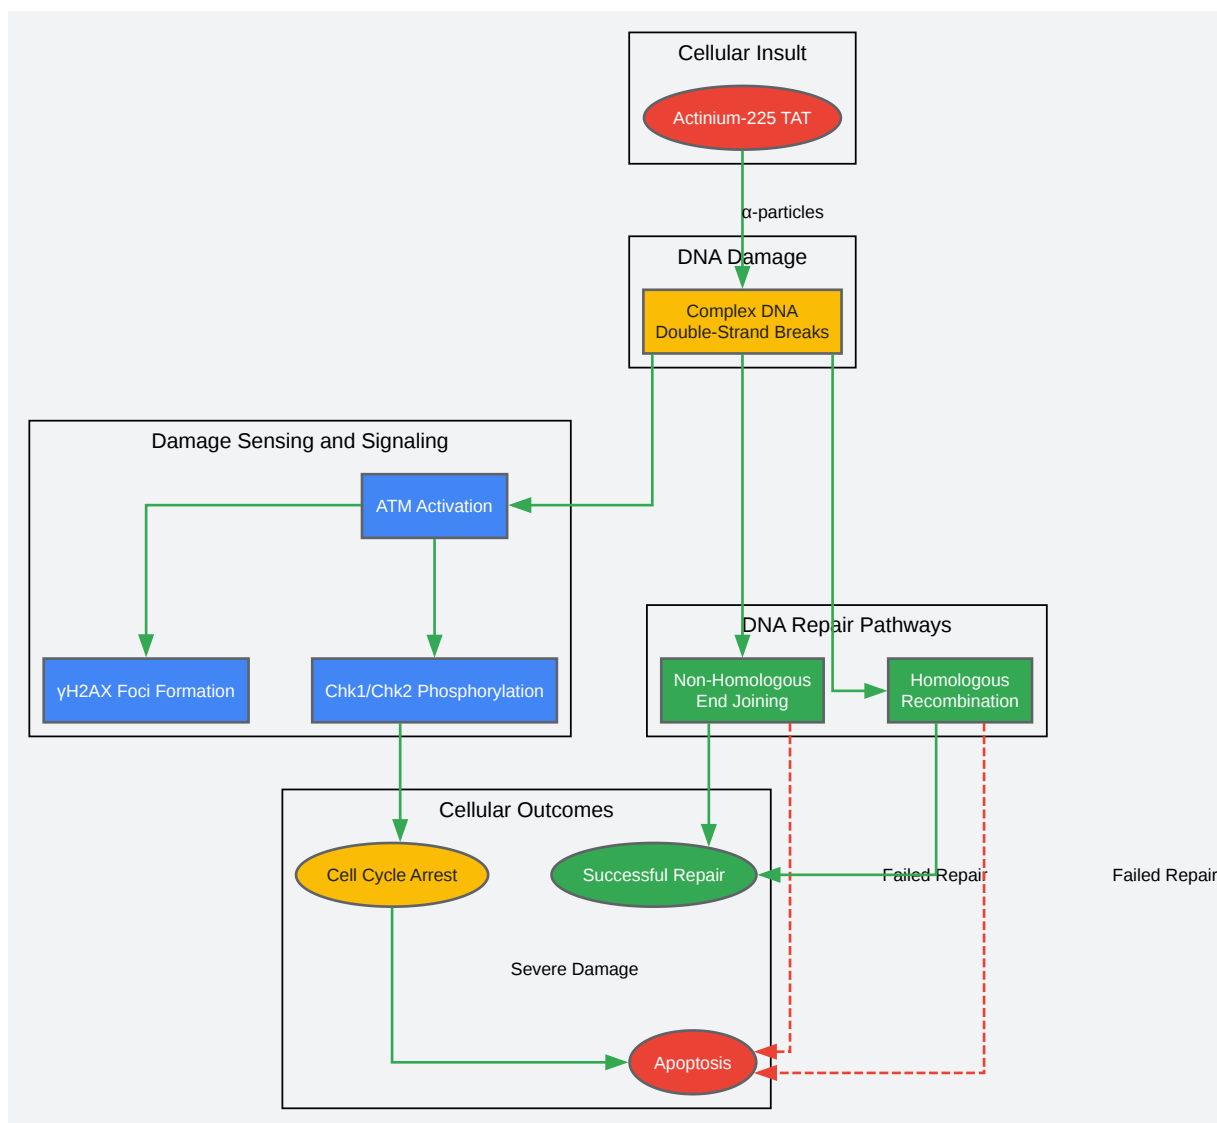 Cellular Insult
Actinium-225 TAT
α-particles
DNA Damage
Complex DNA
Double-Strand Breaks
Damage Sensing and Signaling
ATM Activation
γH2AX Foci Formation
Chk1/Chk2 Phosphorylation
DNA Repair Pathways
Non-Homologous
End Joining
Homologous
Recombination
Cellular Outcomes
Cell Cycle Arrest
Successful Repair
Failed Repair
Failed Repair
Severe Damage
Apoptosis